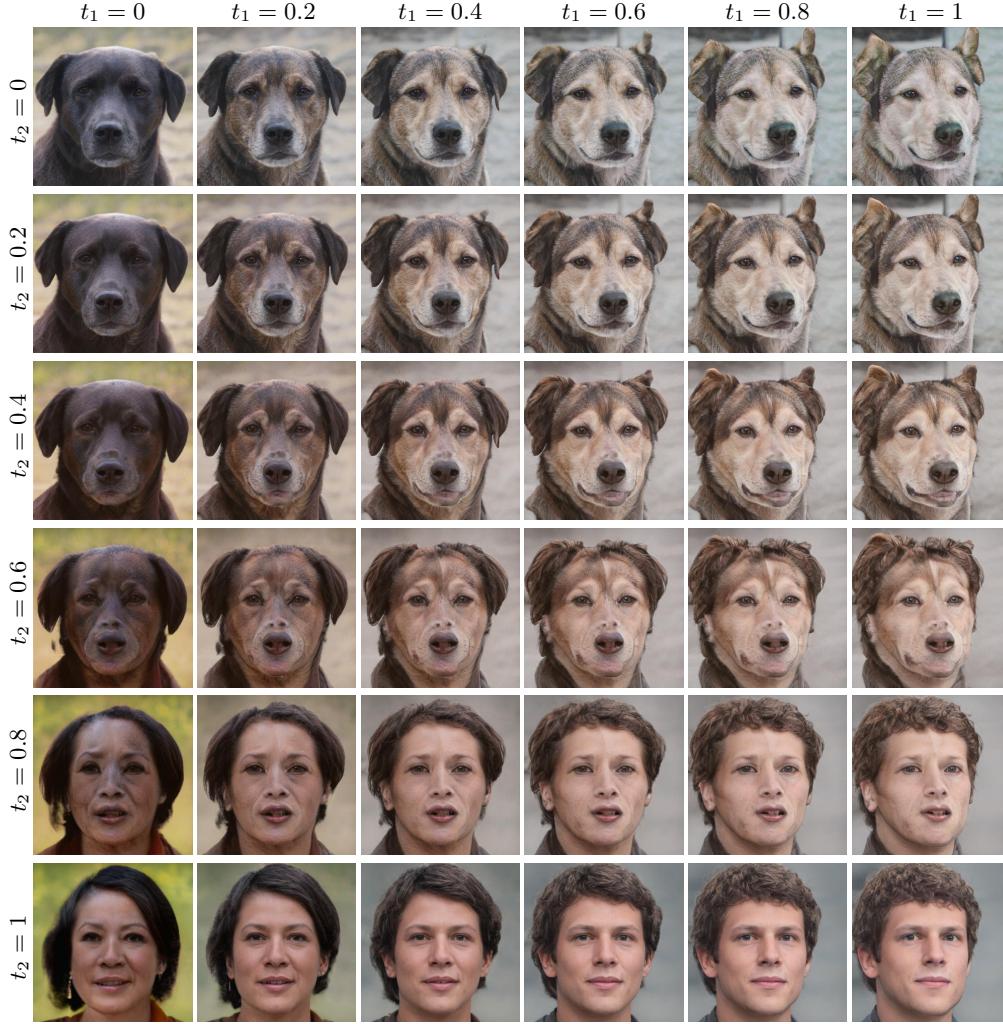 t₁ = 0 t₁ = 0.2 t₁ = 0.4 t₁ = 0.6 t₁ = 0.8 t₁ = 1
t₂ = 0
t₂ = 0.2
t₂ = 0.4
t₂ = 0.6
t₂ = 0.8
t₂ = 1